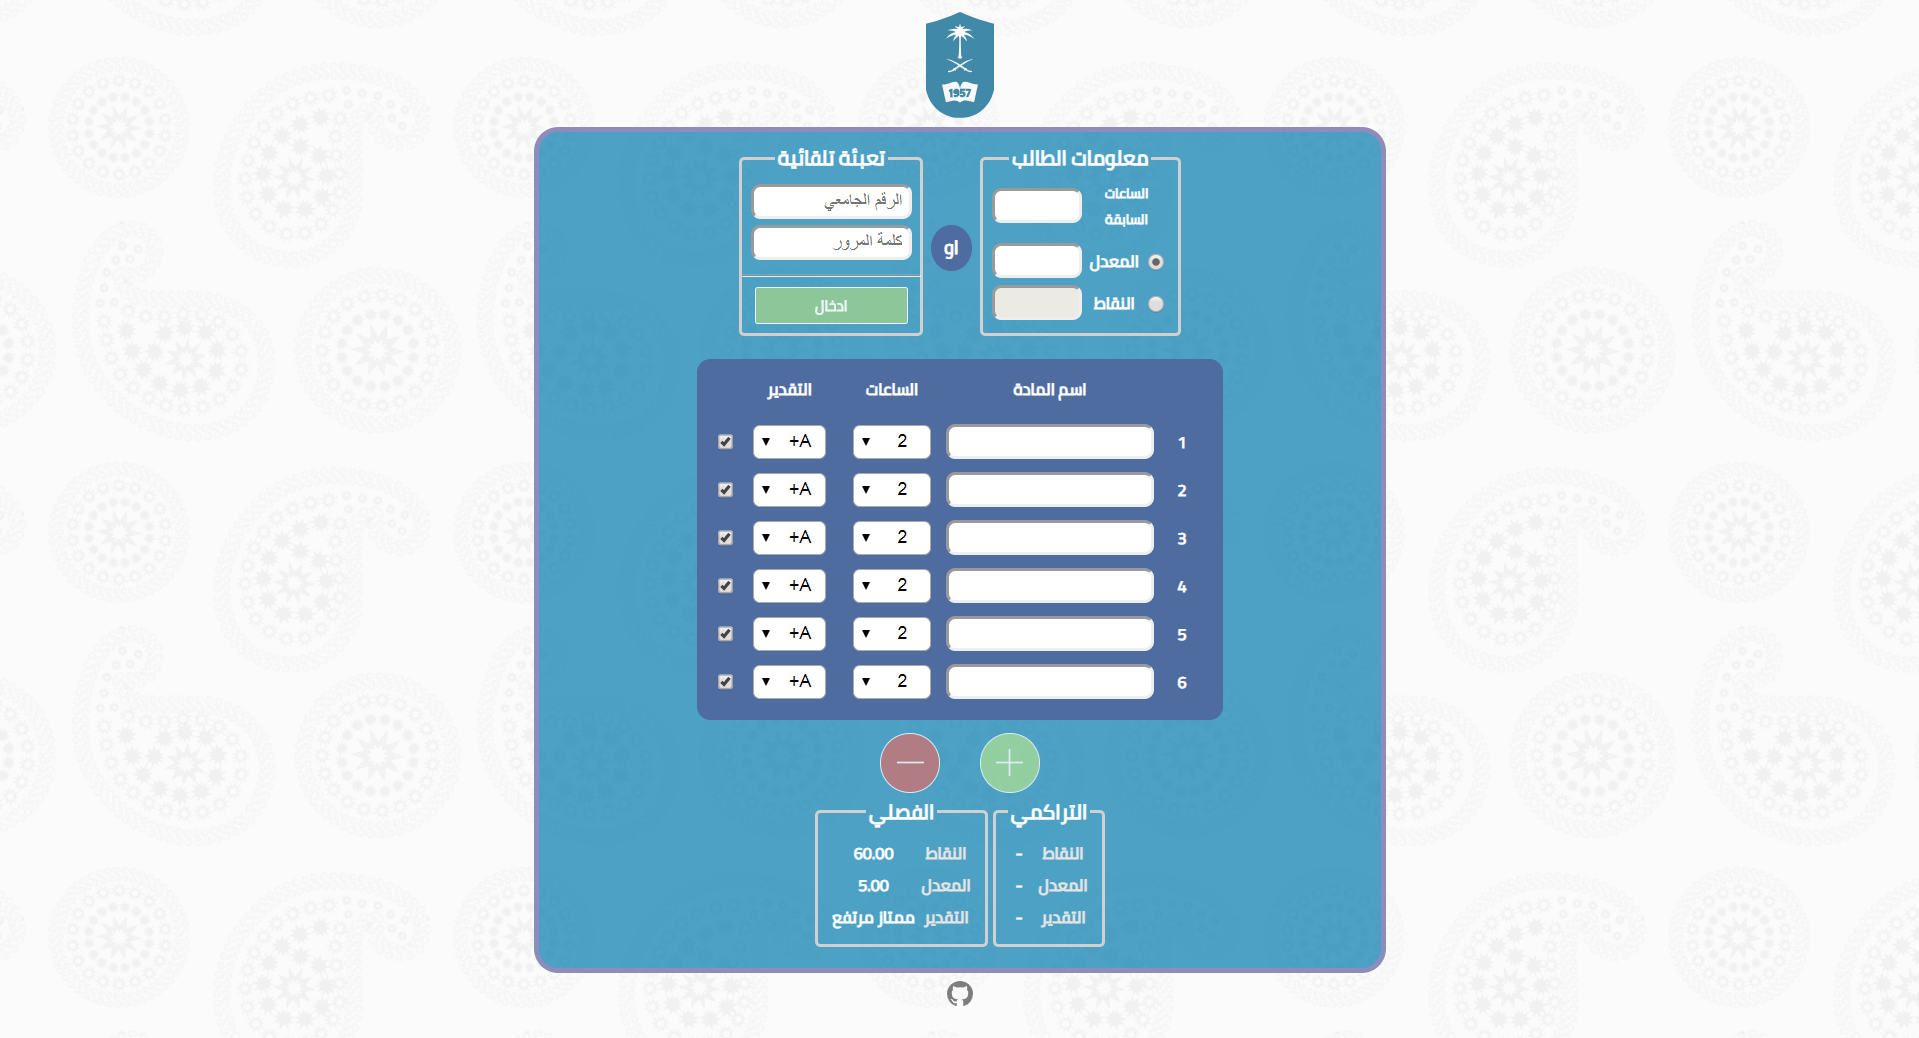 1957
معلومات الطالب
الساعات
السابقة
المعدل
النقاط
او
تعبئة تلقائية
الرقم الجامعي
كلمة المرور
ادخال
اسم المادة الساعات التقدير
1 2 A+
2 2 A+
3 2 A+
4 2 A+
5 2 A+
6 2 A+
التراكمي
النقاط -
المعدل -
التقدير -
الفصلي
النقاط 60.00
المعدل 5.00
التقدير ممتاز مرتفع